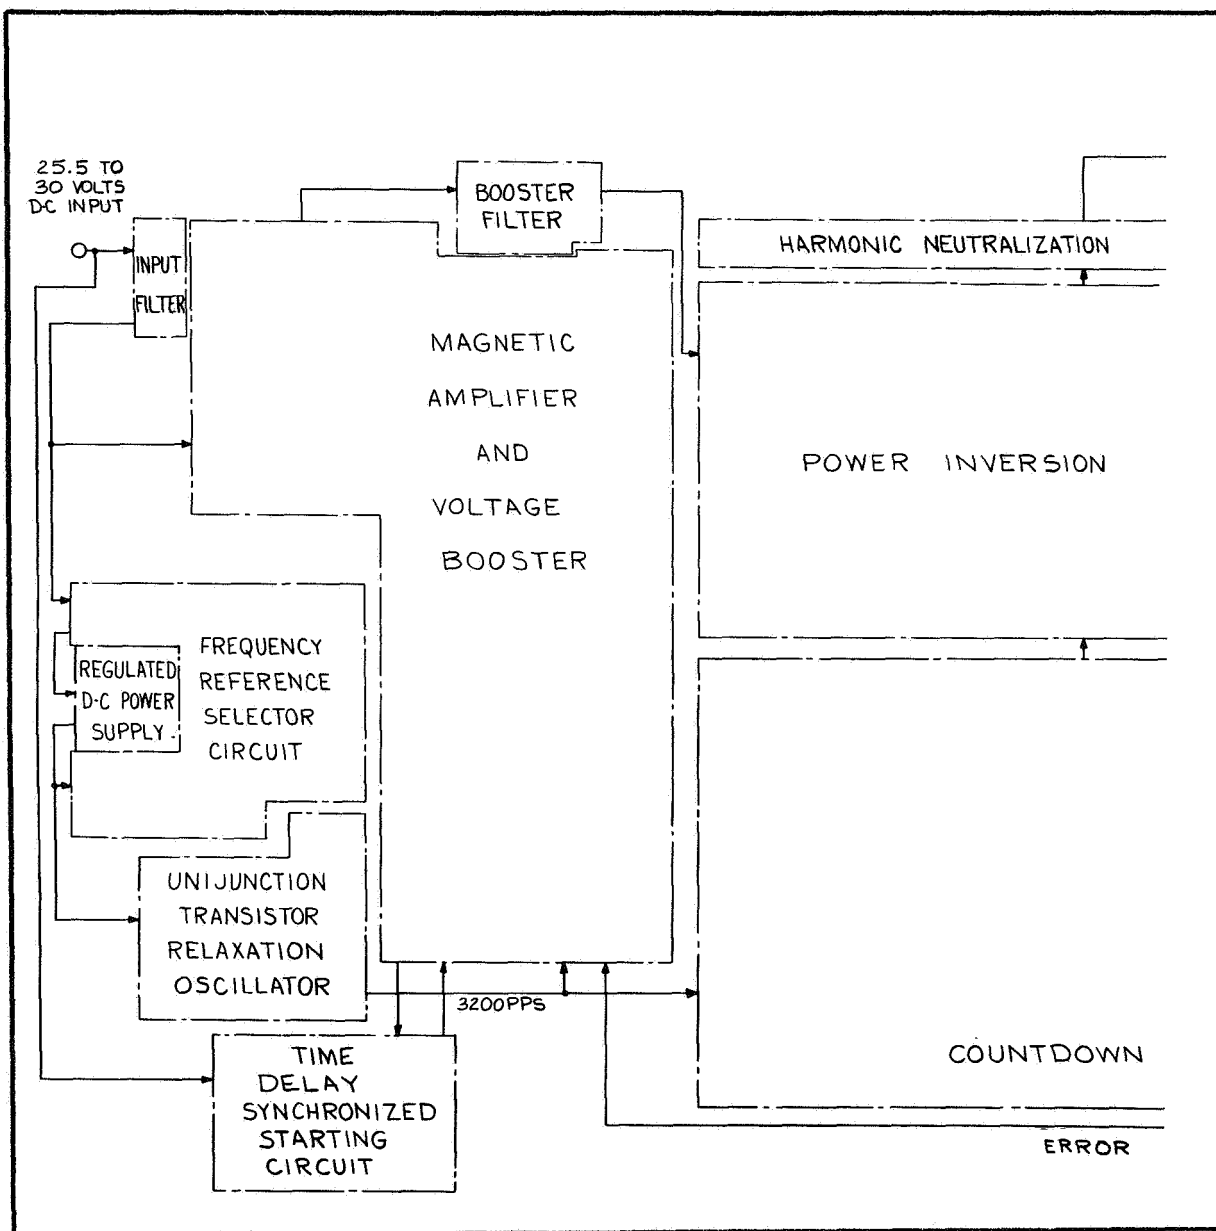 25.5 TO
30 VOLTS
D-C INPUT
INPUT
FILTER
BOOSTER
FILTER
HARMONIC NEUTRALIZATION
MAGNETIC
AMPLIFIER
AND
VOLTAGE
BOOSTER
POWER INVERSION
REGULATED
D-C POWER
SUPPLY
FREQUENCY
REFERENCE
SELECTOR
CIRCUIT
UNIJUNCTION
TRANSISTOR
RELAXATION
OSCILLATOR
3200PPS
COUNTDOWN
TIME
DELAY
SYNCHRONIZED
STARTING
CIRCUIT
ERROR